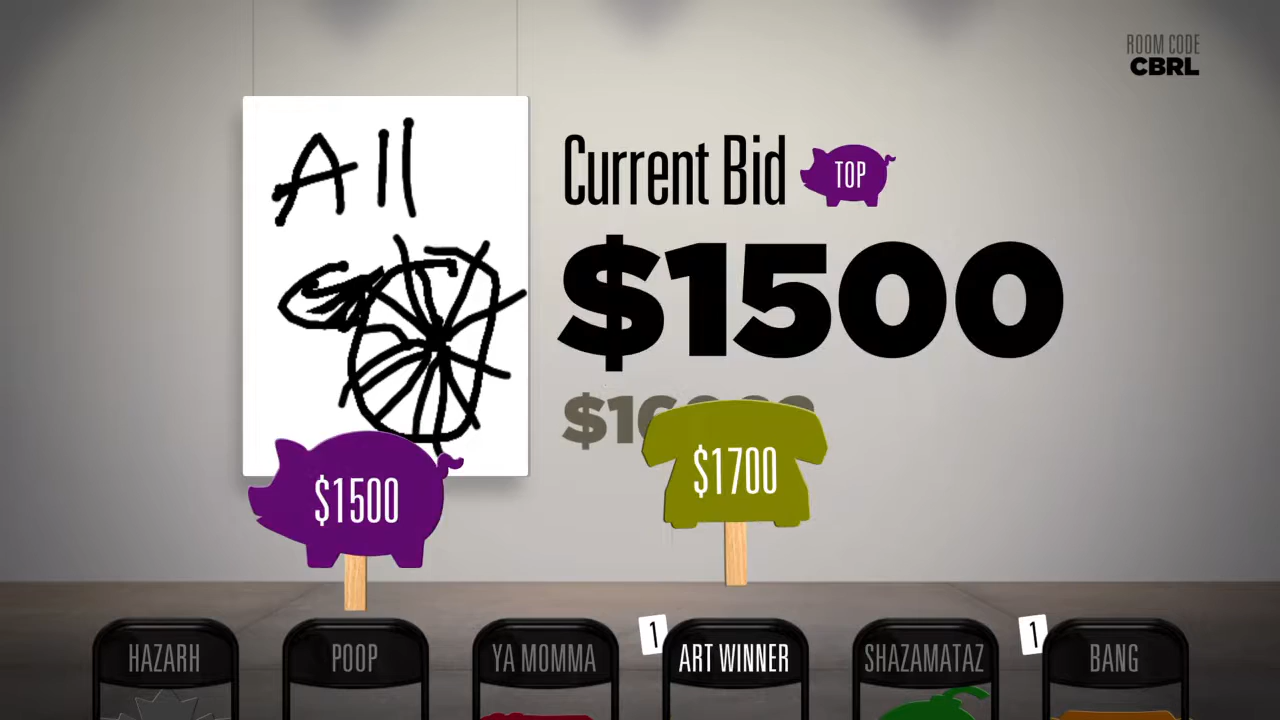 ROOM CODE
CBRL
All
Current Bid TOP
$1500
$1500
$1700
1
1
HAZARH
POOP
YA MOMMA
ART WINNER
SHAZAMATAZ
BANG